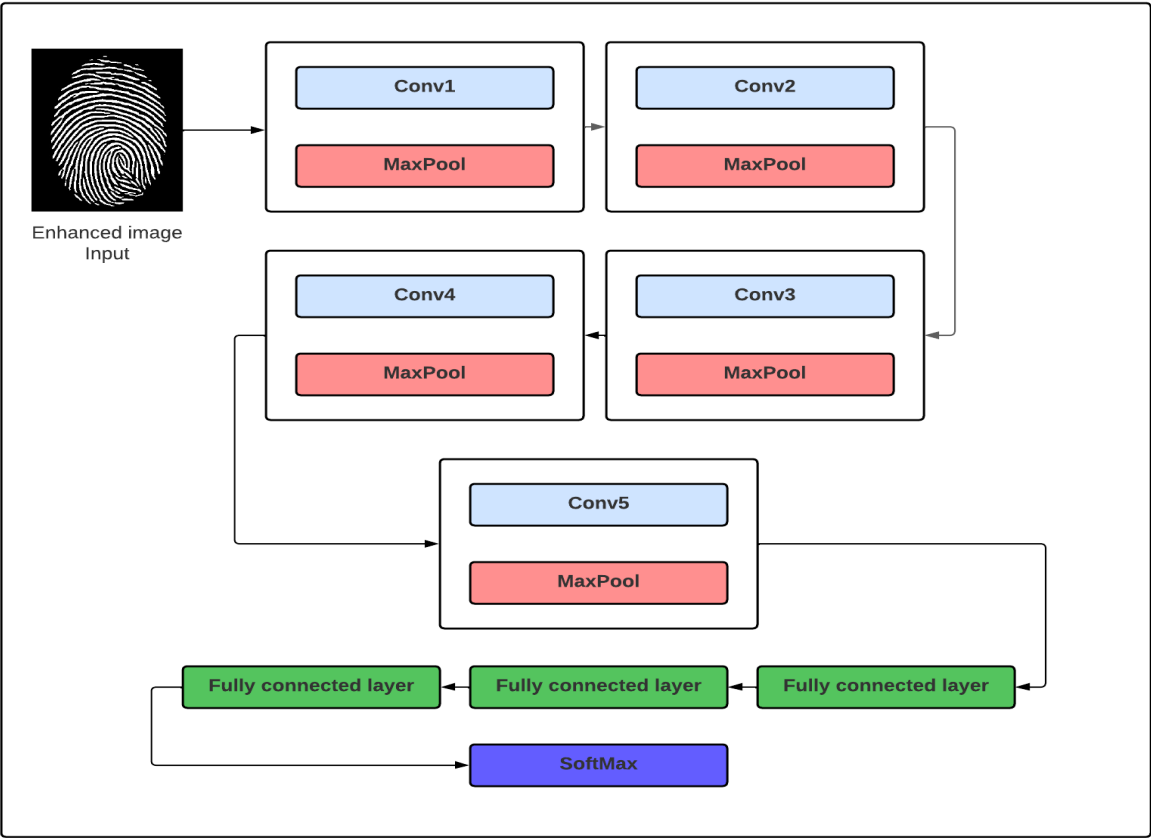 Enhanced image
Input
Conv1
MaxPool
Conv2
MaxPool
Conv3
MaxPool
Conv4
MaxPool
Conv5
MaxPool
Fully connected layer
Fully connected layer
Fully connected layer
SoftMax